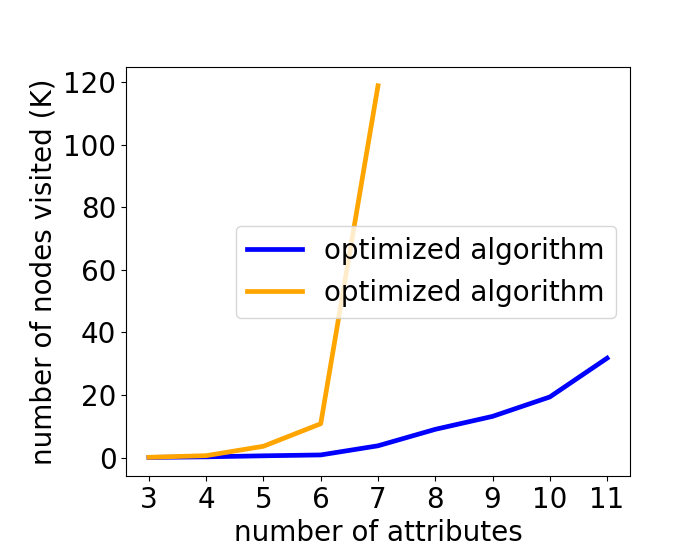 number of nodes visited (K)
120
100
80
60
40
20
0
optimized algorithm
optimized algorithm
3 4 5 6 7 8 9 10 11
number of attributes